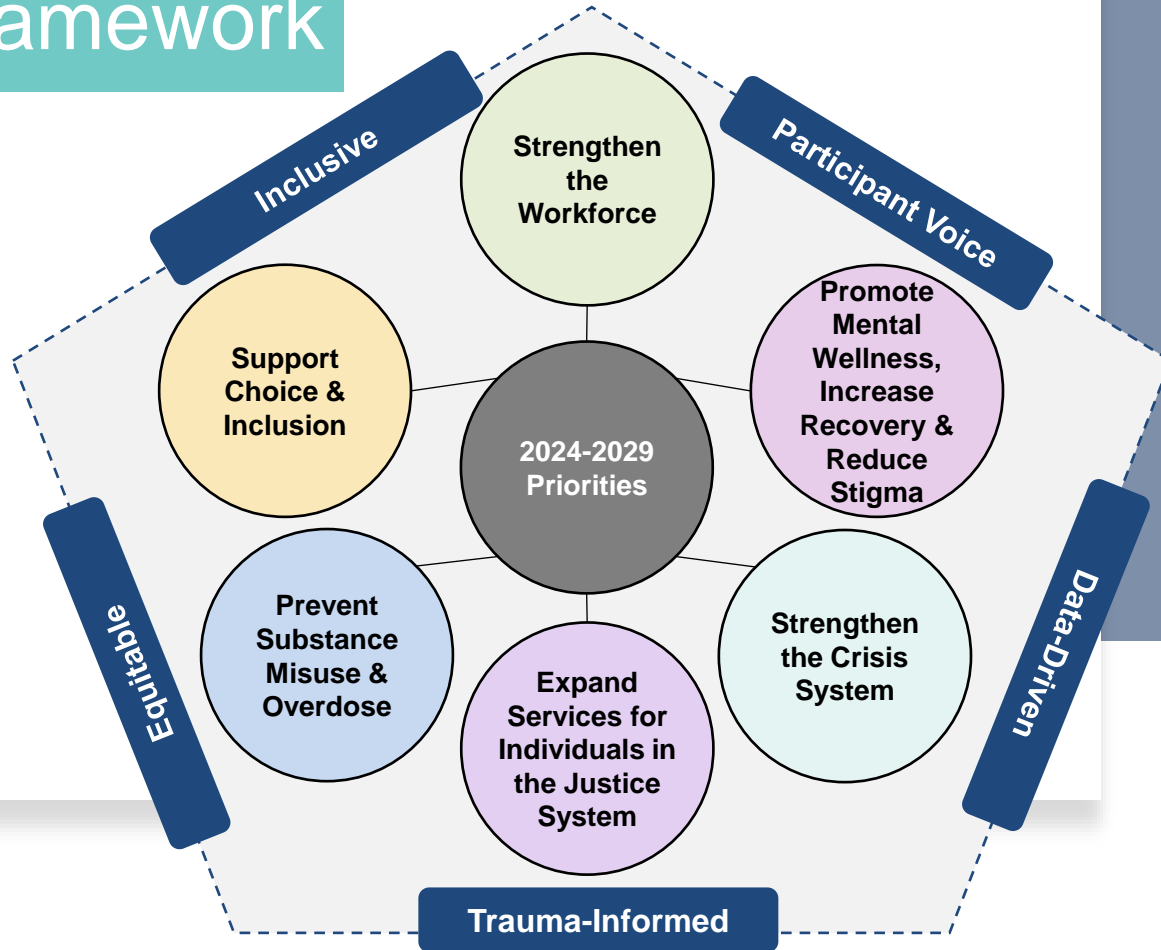 amework
Inclusive
Participant Voice
Strengthen
the
Workforce
Support
Choice &
Inclusion
Promote
Mental
Wellness,
Increase
Recovery &
Reduce
Stigma
2024-2029
Priorities
Equitable
Prevent
Substance
Misuse &
Overdose
Expand
Services for
Individuals in
the Justice
System
Strengthen
the Crisis
System
Data-Driven
Trauma-Informed